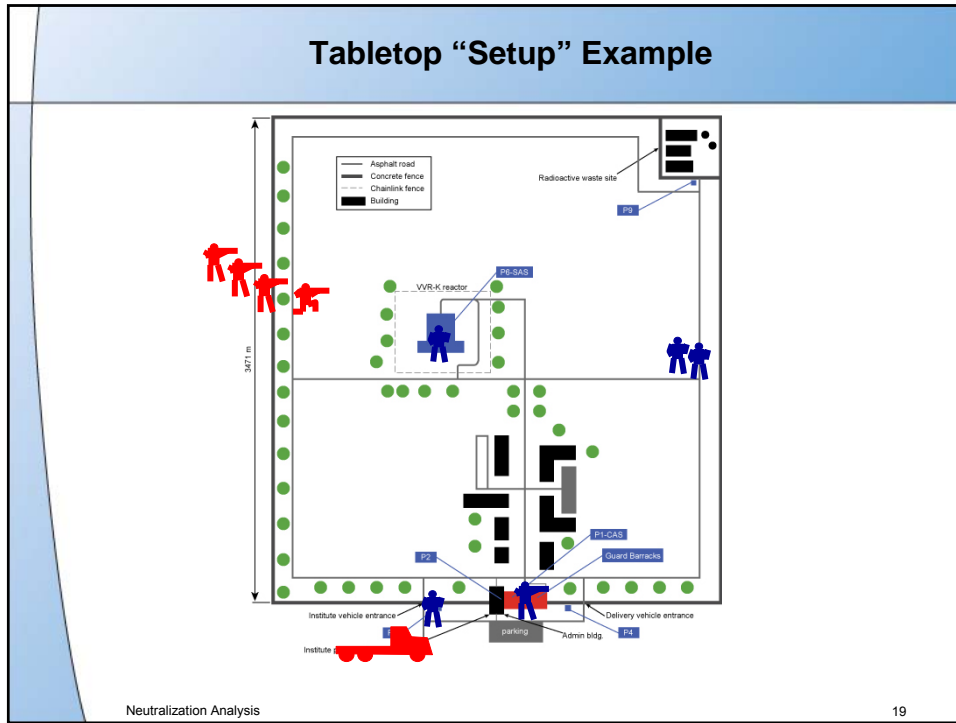 Tabletop “Setup” Example
Asphalt road
Concrete fence
Chainlink fence
Building
Radioactive waste site
P9
P6-SAS
VVR-K reactor
3471 m
P1-CAS
P2
Guard Barracks
Institute vehicle entrance
Delivery vehicle entrance
parking
Admin bldg.
P4
Institute
Neutralization Analysis
19